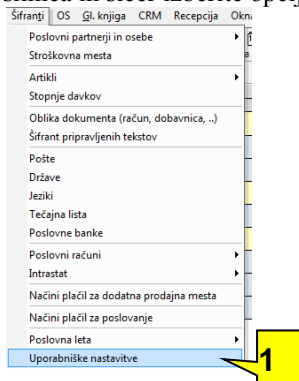 Šifranti OS Gl. knjiga CRM Recepcija
Poslovni partnerji in osebe
Stroškovna mesta
Artikli
Stopnje davkov
Oblika dokumenta (račun, dobavnica, ..)
Šifrant pripravljenih tekstov
Pošte
Države
Jeziki
Tečajna lista
Poslovne banke
Poslovni računi
Intrastat
Načini plačil za dodatna prodajna mesta
Načini plačil za poslovanje
Poslovna leta
Uporabniške nastavitve
1